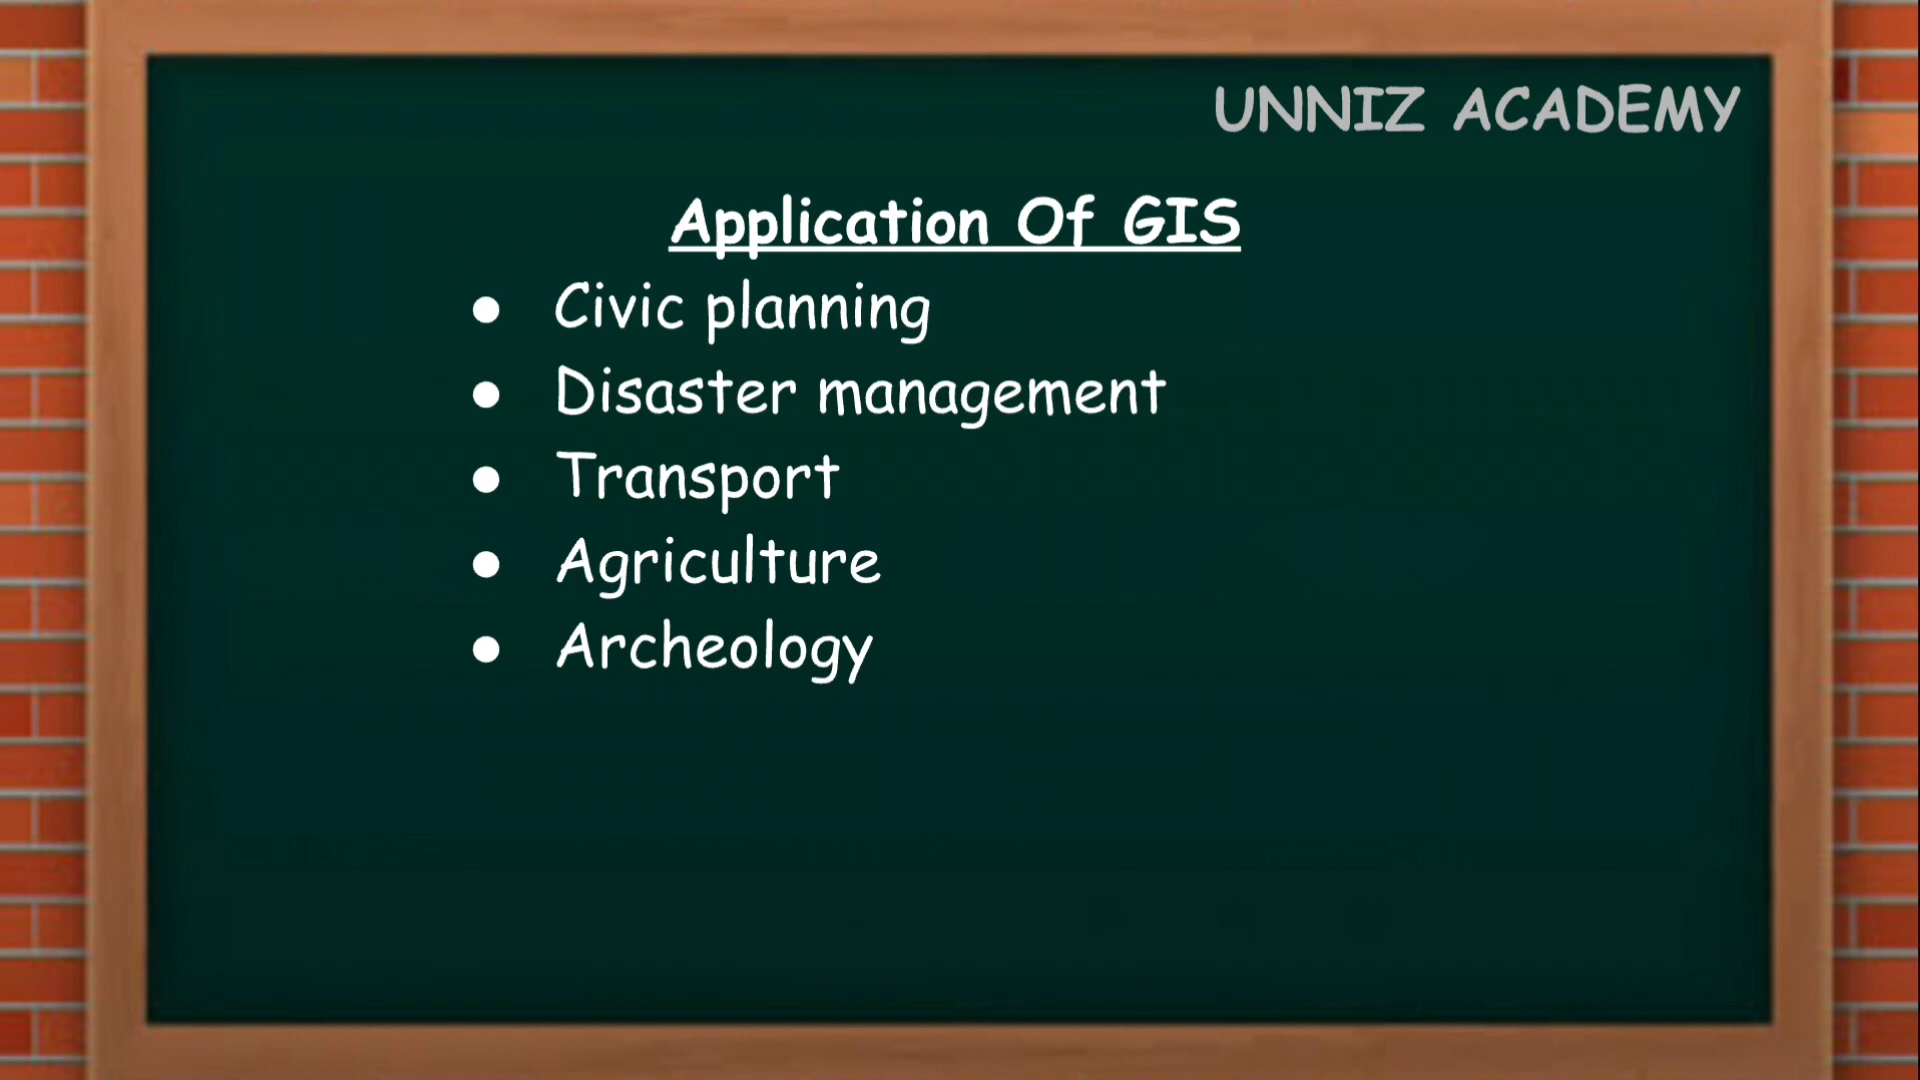 UNNIZ ACADEMY
Application Of GIS
● Civic planning
● Disaster management
● Transport
● Agriculture
● Archeology